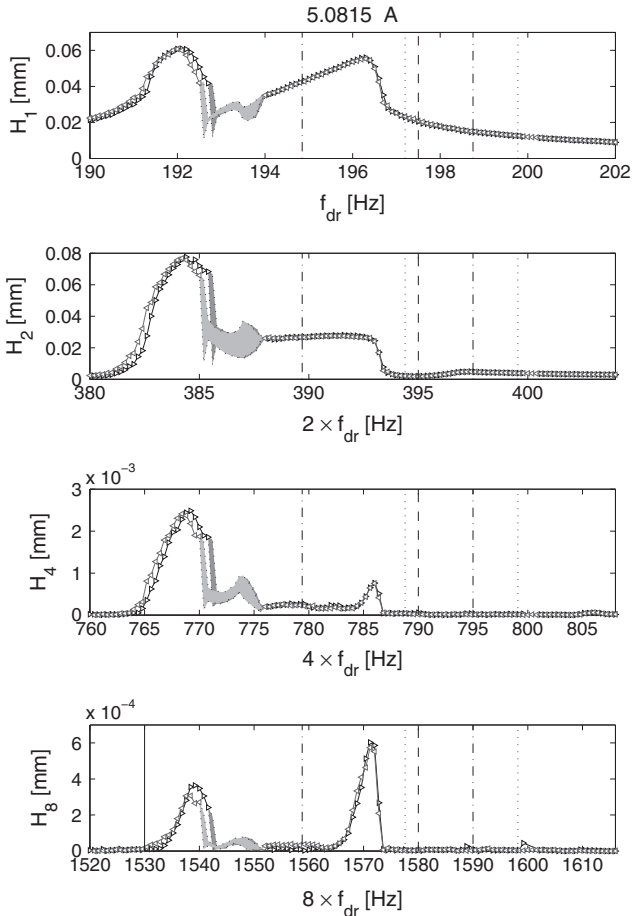 5.0815 A
0.06
0.04
0.02
0
H1 [mm]
190 192 194 196 198 200 202
fdr [Hz]
0.08
0.06
0.04
0.02
0
H2 [mm]
380 385 390 395 400
2 × fdr [Hz]
x 10⁻³
3
2
1
0
H4 [mm]
760 765 770 775 780 785 790 795 800 805
4 × fdr [Hz]
x 10⁻⁴
6
4
2
0
H8 [mm]
1520 1530 1540 1550 1560 1570 1580 1590 1600 1610
8 × fdr [Hz]